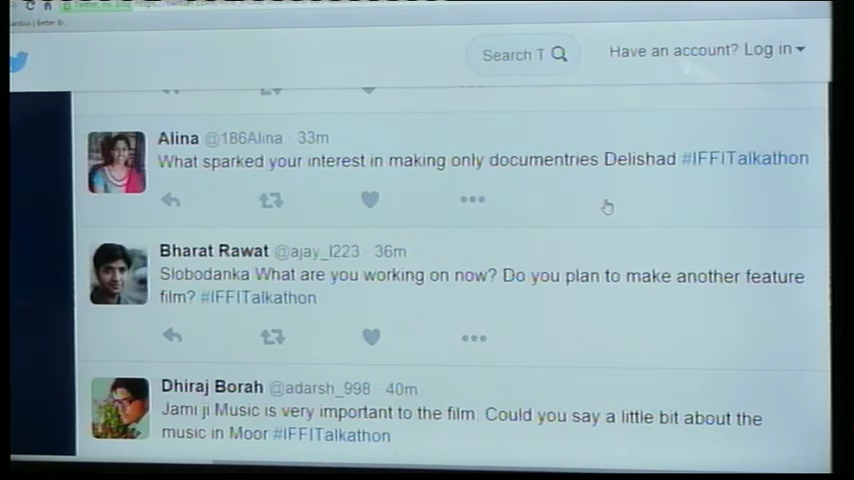 Search T
Have an account? Log in
Alina @186Alina · 33m
What sparked your interest in making only documentries Delishad #IFFITalkathon
Bharat Rawat @ajay_l223 · 36m
Slobodanka What are you working on now? Do you plan to make another feature
film? #IFFITalkathon
Dhiraj Borah @adarsh_998 · 40m
Jami ji Music is very important to the film. Could you say a little bit about the
music in Moor #IFFITalkathon